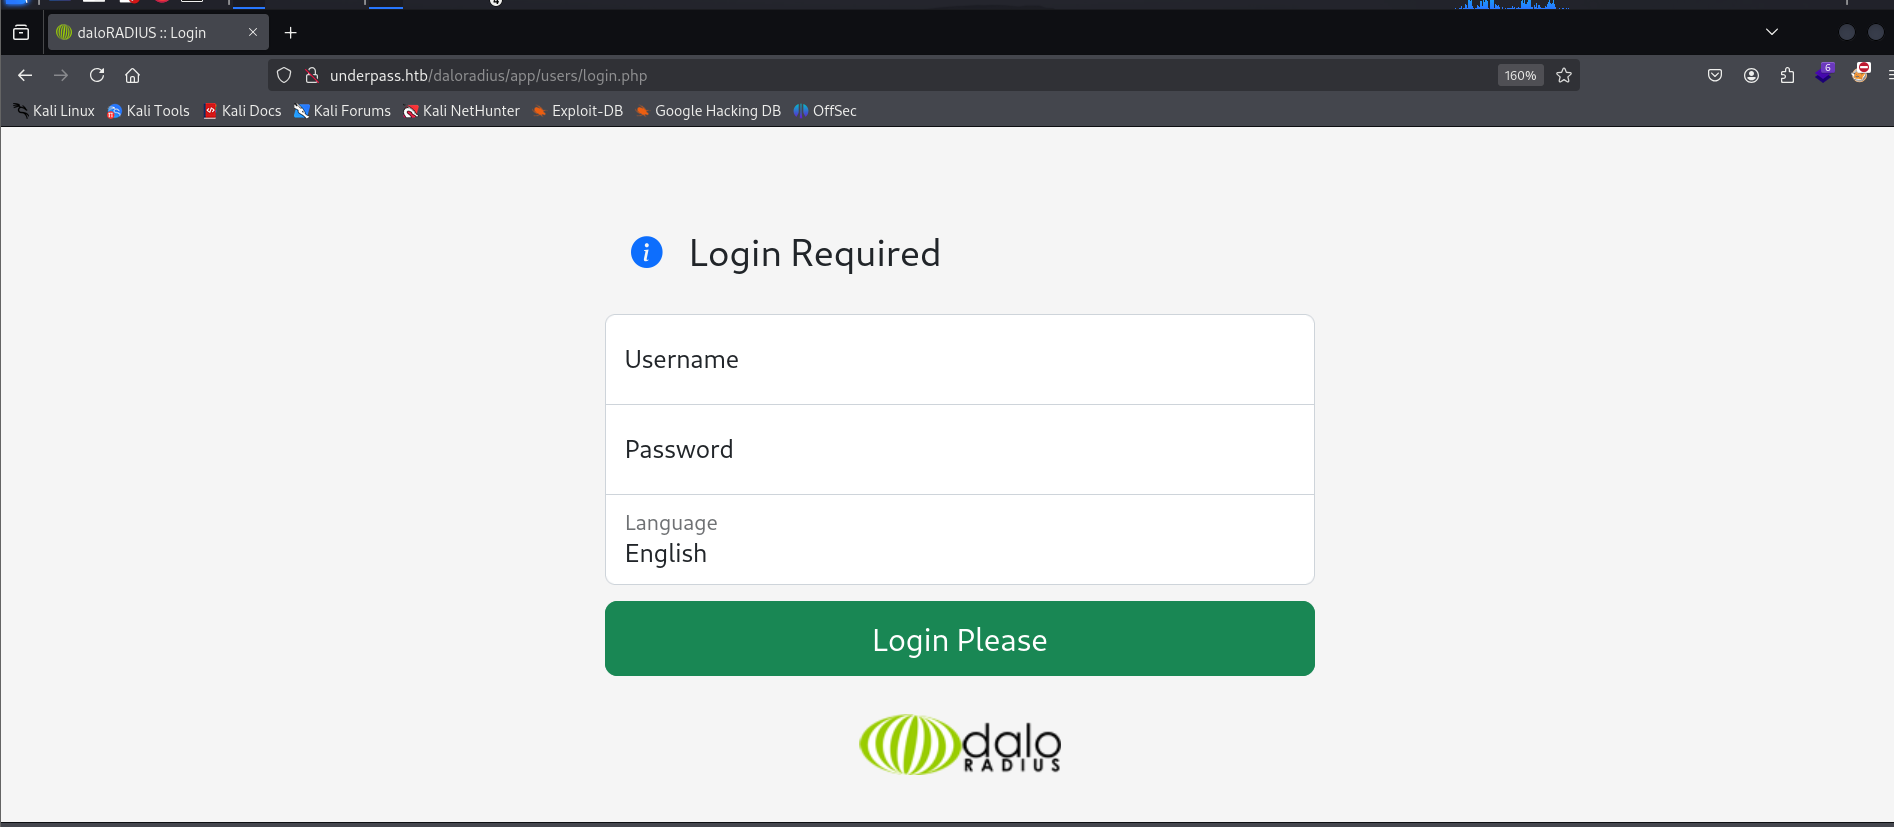 daloRADIUS :: Login
underpass.htb/daloradius/app/users/login.php
160%
6
Kali Linux Kali Tools Kali Docs Kali Forums Kali NetHunter Exploit-DB Google Hacking DB OffSec
Login Required
Username
Password
Language
English
Login Please
dalo
RADIUS